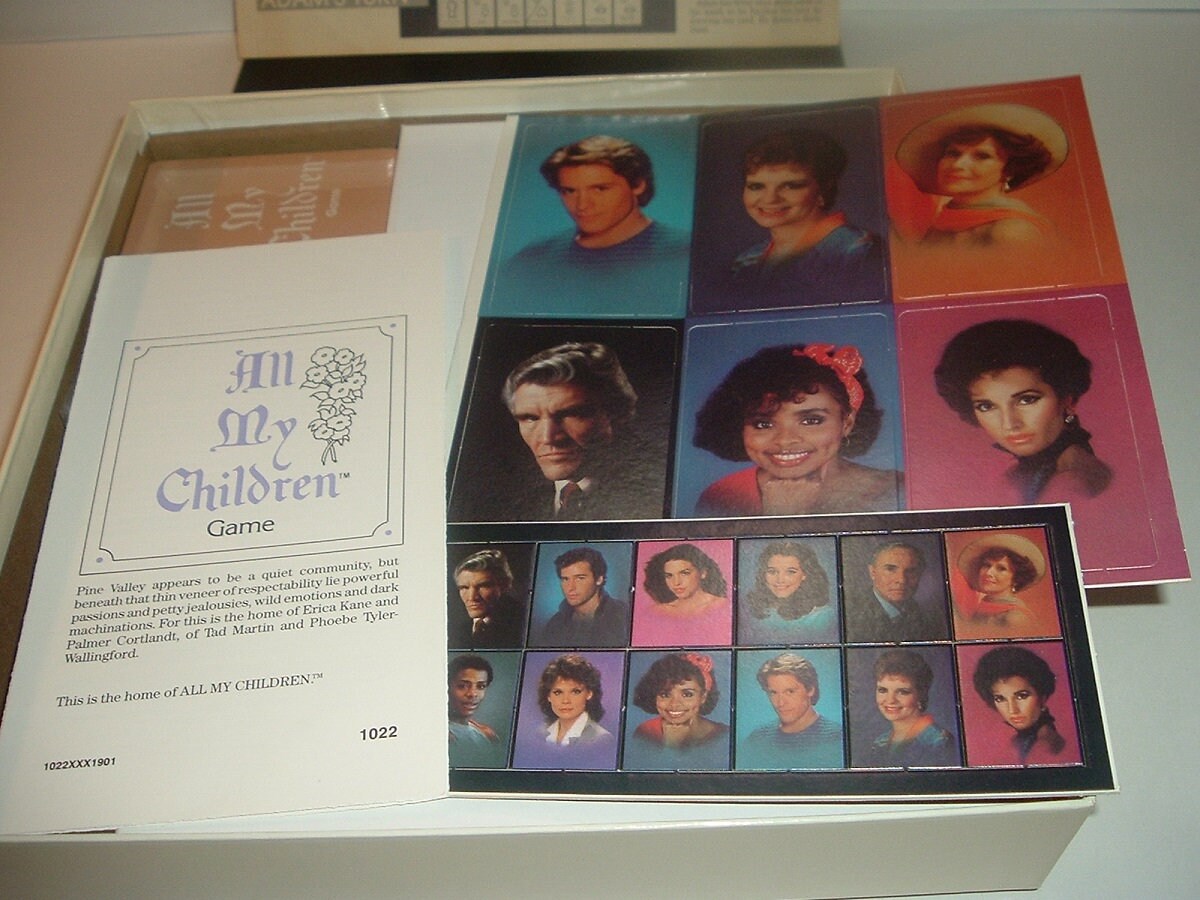 ADAM'S TURN
All
My
Children
Game
All
My
Children™
Game
Pine Valley appears to be a quiet community, but
beneath that thin veneer of respectability lie powerful
passions and petty jealousies, wild emotions and dark
machinations. For this is the home of Erica Kane and
Palmer Cortlandt, of Tad Martin and Phoebe Tyler-
Wallingford.
This is the home of ALL MY CHILDREN.™
1022
1022XXX1901